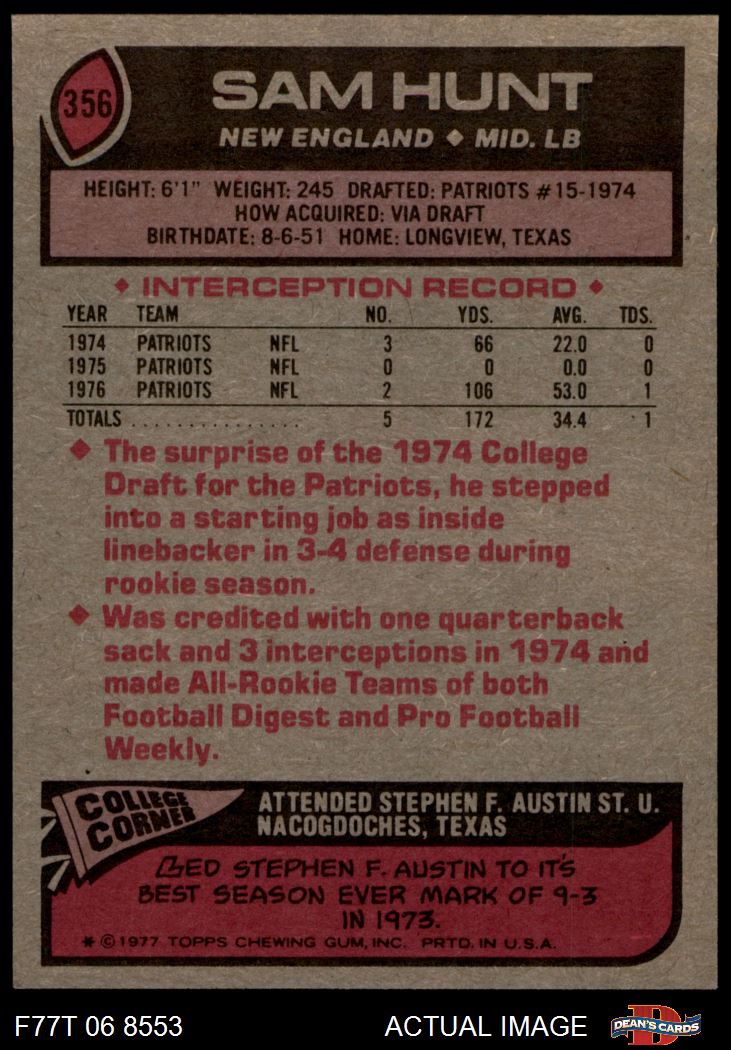 356
SAM HUNT
NEW ENGLAND ◆ MID. LB
HEIGHT: 6'1" WEIGHT: 245 DRAFTED: PATRIOTS #15-1974
HOW ACQUIRED: VIA DRAFT
BIRTHDATE: 8-6-51 HOME: LONGVIEW, TEXAS
◆ INTERCEPTION RECORD ◆
YEAR TEAM NO. YDS. AVG. TDS.
1974 PATRIOTS NFL 3 66 22.0 0
1975 PATRIOTS NFL 0 0 0.0 0
1976 PATRIOTS NFL 2 106 53.0 1
TOTALS . . . . . . . . . . . . . . . 5 172 34.4 1
◆ The surprise of the 1974 College
Draft for the Patriots, he stepped
into a starting job as inside
linebacker in 3-4 defense during
rookie season.
◆ Was credited with one quarterback
sack and 3 interceptions in 1974 and
made All-Rookie Teams of both
Football Digest and Pro Football
Weekly.
COLLEGE
CORNER
ATTENDED STEPHEN F. AUSTIN ST. U.
NACOGDOCHES, TEXAS
LED STEPHEN F. AUSTIN TO IT'S
BEST SEASON EVER MARK OF 9-3
IN 1973.
* © 1977 TOPPS CHEWING GUM, INC. PRTD. IN U.S.A.
F77T 06 8553 ACTUAL IMAGE
D
DEAN'S CARDS